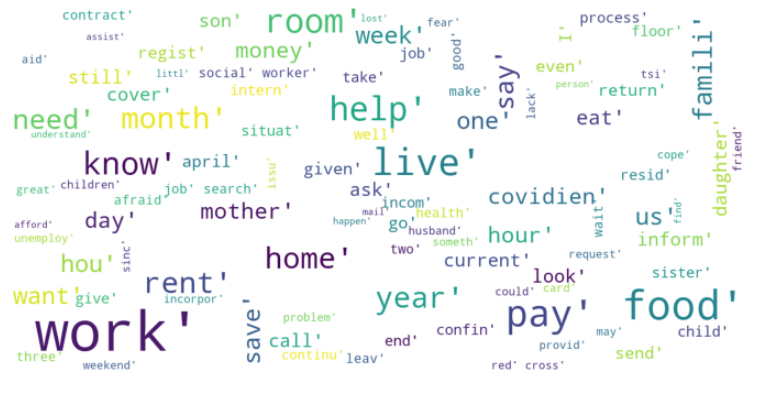 contract'
assist'
aid'
son'
room'
lost'
week'
fear'
job'
good'
say'
I'
process'
floor'
famili'
regist'
money'
still'
littl'
social' worker'
take'
even'
tsi'
cover'
intern'
make'
lack'
person'
return'
need'
month'
situat'
help'
well'
one'
eat'
understand'
know'
april'
issu'
given'
live'
cope'
resid'
daughter'
friend'
great'
children'
job' search'
afraid'
ask'
incom'
covidien'
afford'
day'
mother'
happen'
mail'
go'
health'
husband'
wait'
us'
find'
unemploy'
sinc'
two'
someth'
hour'
inform'
hou'
home'
current'
request'
look'
sister'
want'
give'
rent'
incorpor'
year'
could'
card'
work'
save'
problem'
call'
end'
confin'
pay'
provid'
may'
food'
child'
three'
weekend'
continu'
leav'
red' cross'
send'